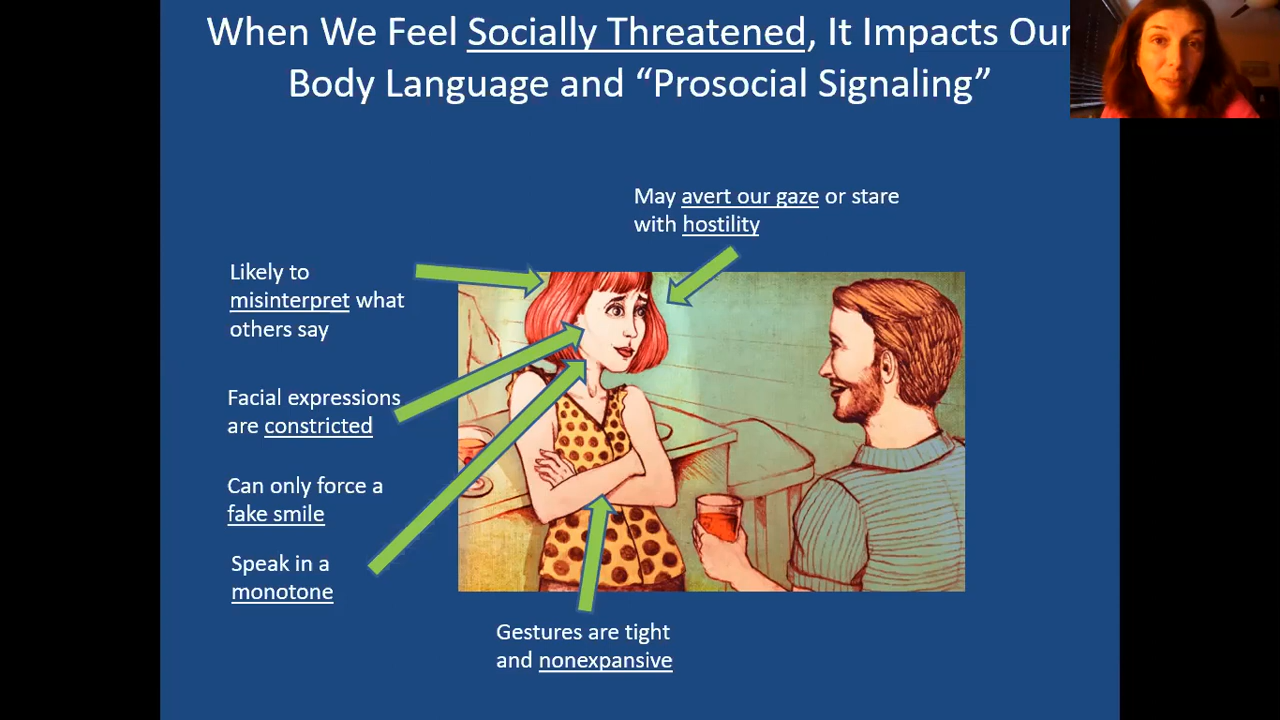 When We Feel Socially Threatened, It Impacts Our
Body Language and “Prosocial Signaling”
May avert our gaze or stare
with hostility
Likely to
misinterpret what
others say
Facial expressions
are constricted
Can only force a
fake smile
Speak in a
monotone
Gestures are tight
and nonexpansive